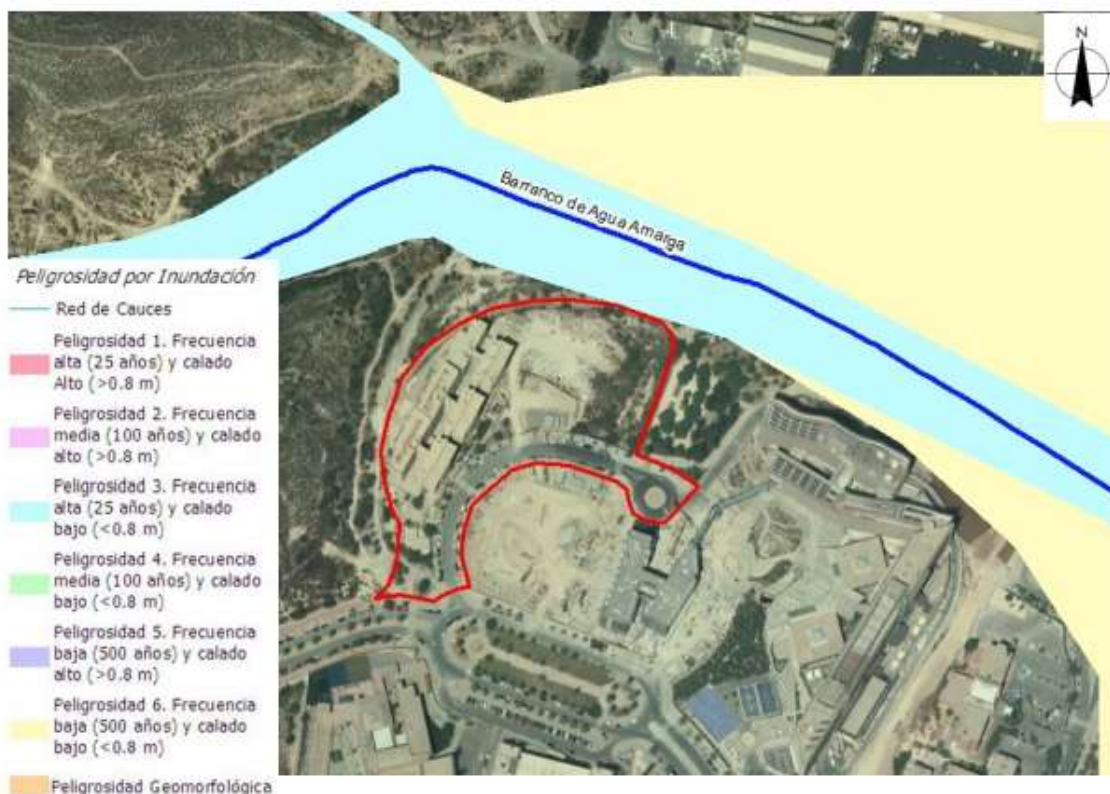 N
Barranco de Agua Amarga
Peligrosidad por Inundación
Red de Cauces
Peligrosidad 1. Frecuencia
alta (25 años) y calado
Alto (>0.8 m)
Peligrosidad 2. Frecuencia
media (100 años) y calado
alto (>0.8 m)
Peligrosidad 3. Frecuencia
alta (25 años) y calado
bajo (<0.8 m)
Peligrosidad 4. Frecuencia
media (100 años) y calado
bajo (<0.8 m)
Peligrosidad 5. Frecuencia
baja (500 años) y calado
alto (>0.8 m)
Peligrosidad 6. Frecuencia
baja (500 años) y calado
bajo (<0.8 m)
Peligrosidad Geomorfológica